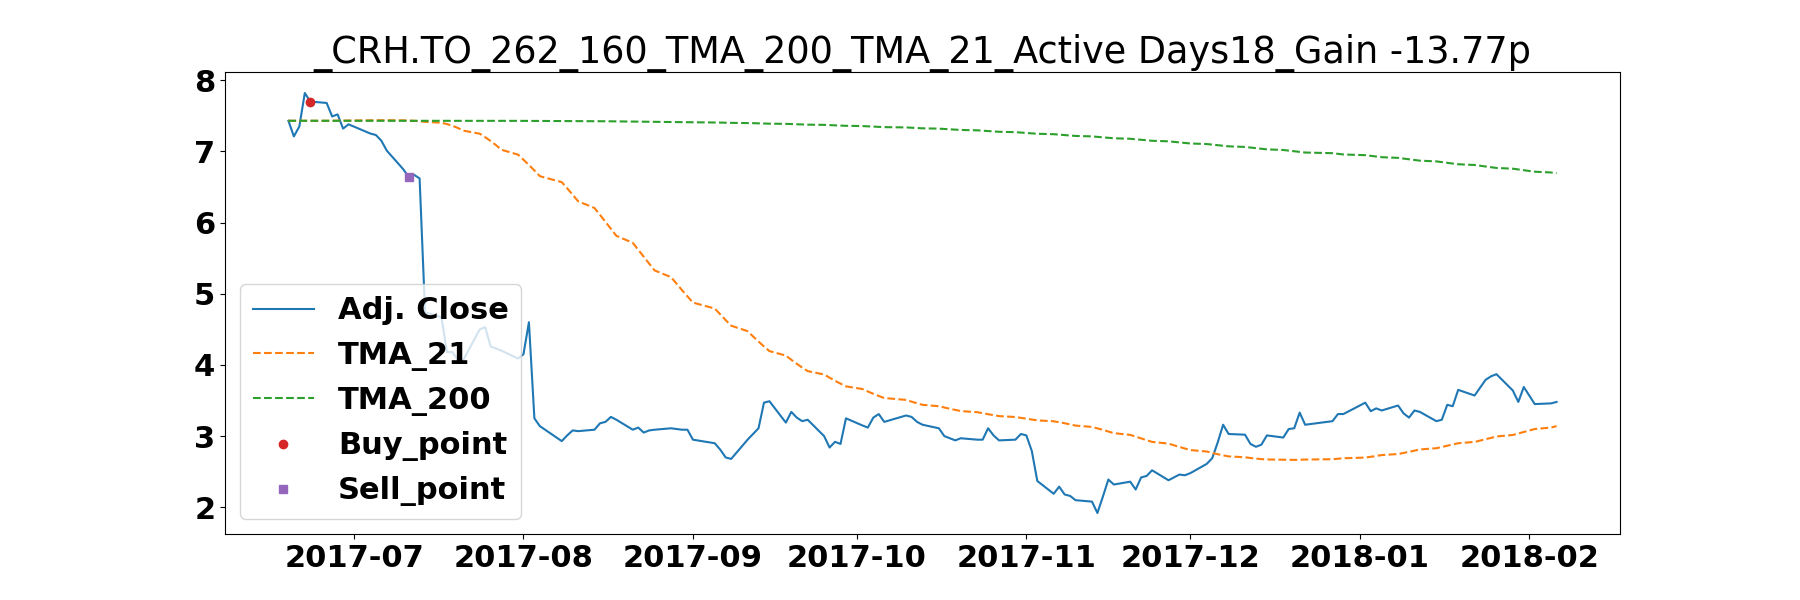 _CRH.TO_262_160_TMA_200_TMA_21_Active Days18_Gain -13.77p
8
7
6
5
4
3
2
Adj. Close
TMA_21
TMA_200
Buy_point
Sell_point
2017-07 2017-08 2017-09 2017-10 2017-11 2017-12 2018-01 2018-02